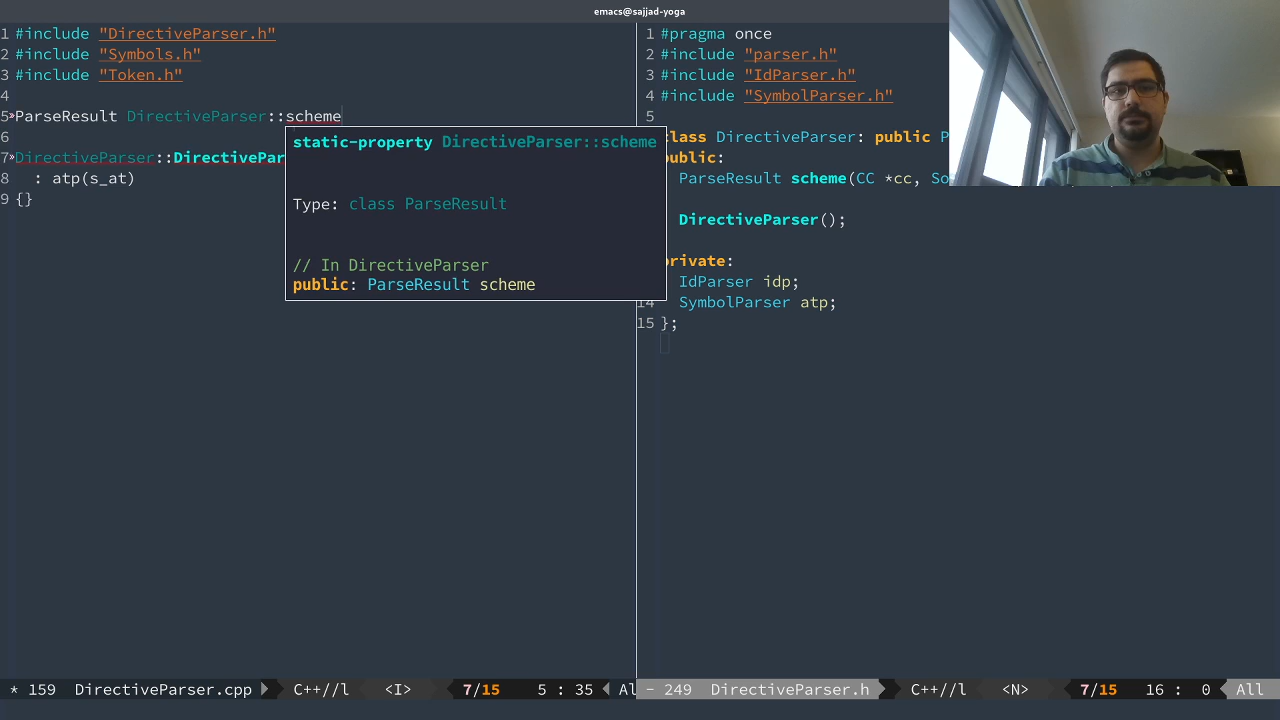 emacs@sajjad-yoga
1 #include "DirectiveParser.h"
2 #include "Symbols.h"
3 #include "Token.h"
4
5 ParseResult DirectiveParser::scheme
6
7 DirectiveParser::DirectivePar
8 : atp(s_at)
9 {}
static-property DirectiveParser::scheme
Type: class ParseResult
// In DirectiveParser
public: ParseResult scheme
* 159 DirectiveParser.cpp C++//l <I> 7/15 5 : 35 Al
1 #pragma once
2 #include "parser.h"
3 #include "IdParser.h"
4 #include "SymbolParser.h"
5
class DirectiveParser: public P
public:
ParseResult scheme(CC *cc, So
DirectiveParser();
private:
IdParser idp;
14 SymbolParser atp;
15 };
- 249 DirectiveParser.h C++//l <N> 7/15 16 : 0 All